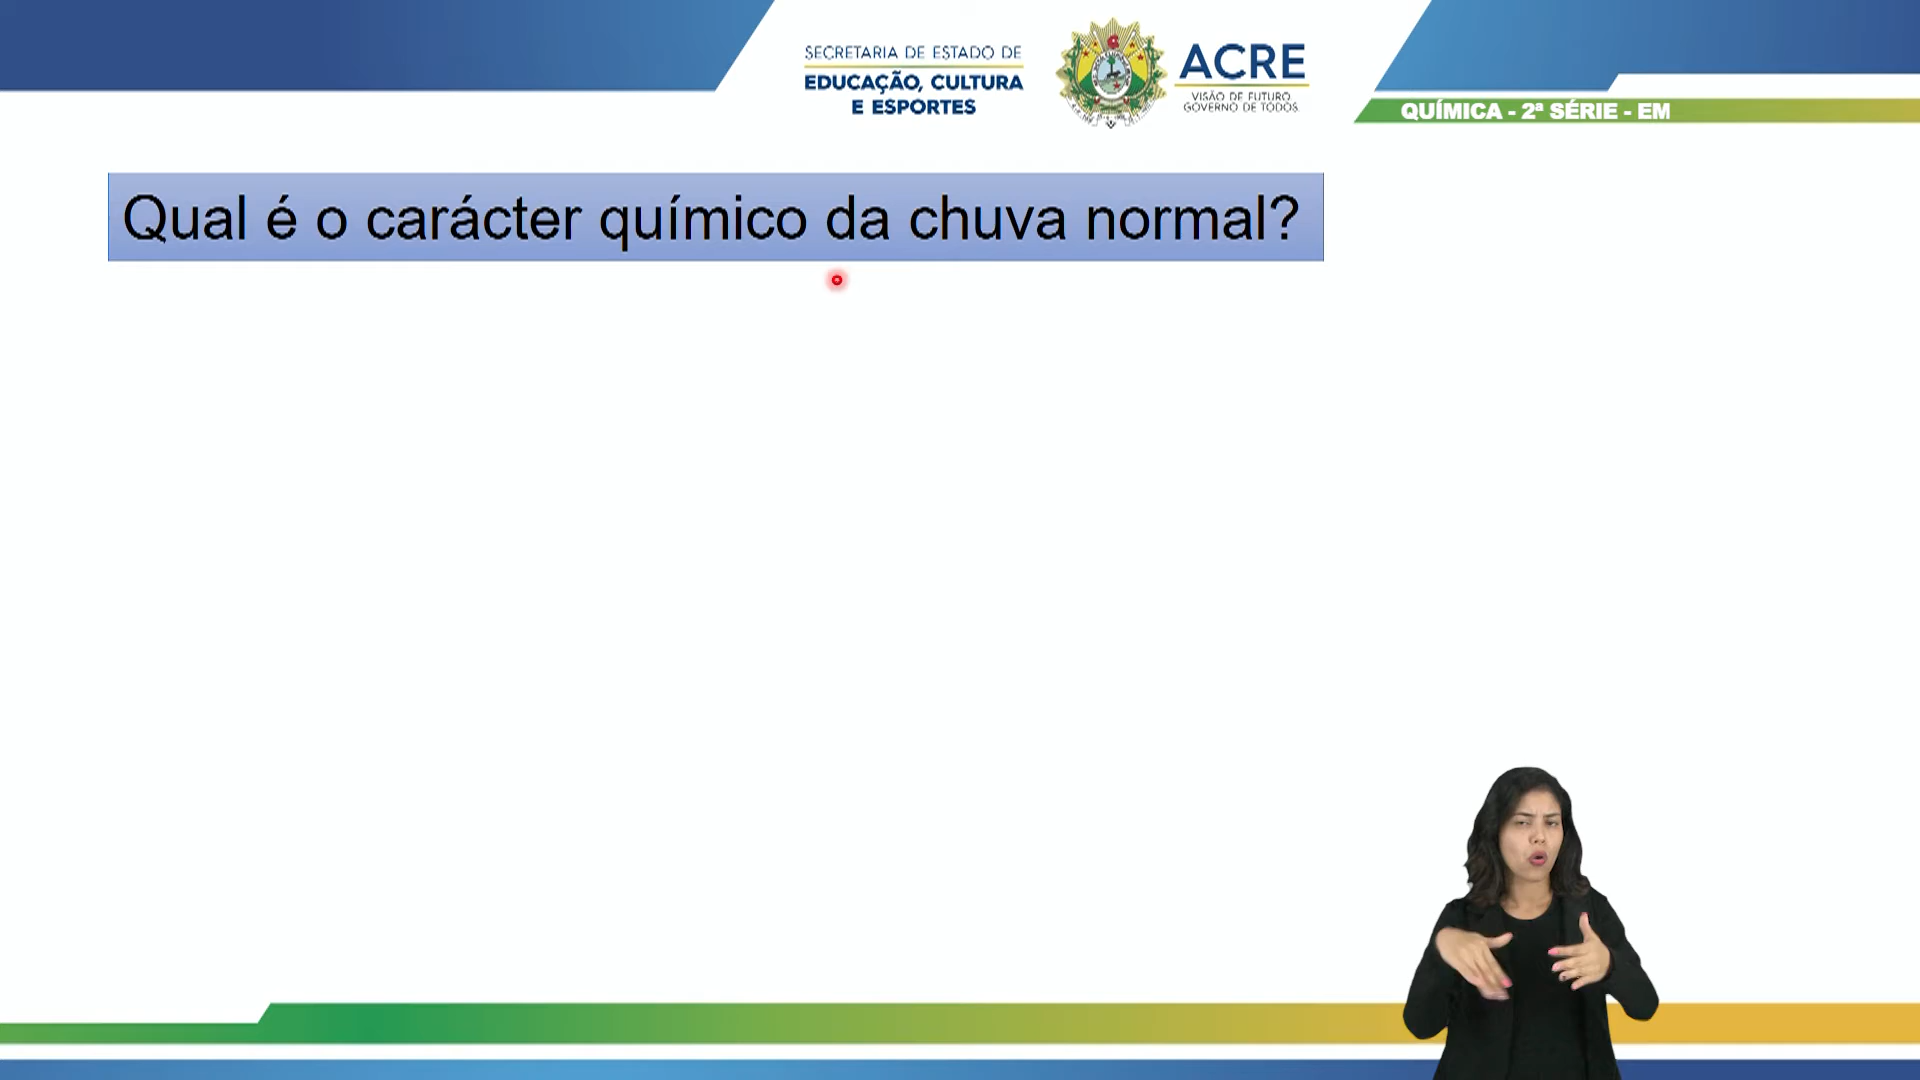 SECRETARIA DE ESTADO DE
EDUCAÇÃO, CULTURA
E ESPORTES
ACRE
VISÃO DE FUTURO.
GOVERNO DE TODOS.
QUÍMICA - 2ª SÉRIE - EM
Qual é o carácter químico da chuva normal?